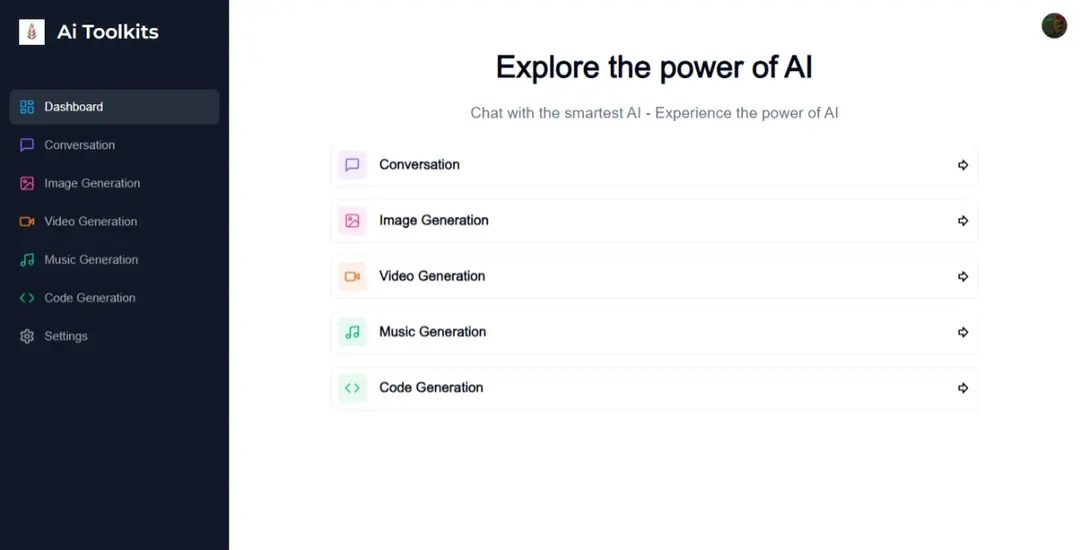 Ai Toolkits
Dashboard
Conversation
Image Generation
Video Generation
Music Generation
Code Generation
Settings
Explore the power of AI
Chat with the smartest AI - Experience the power of AI
Conversation
Image Generation
Video Generation
Music Generation
Code Generation